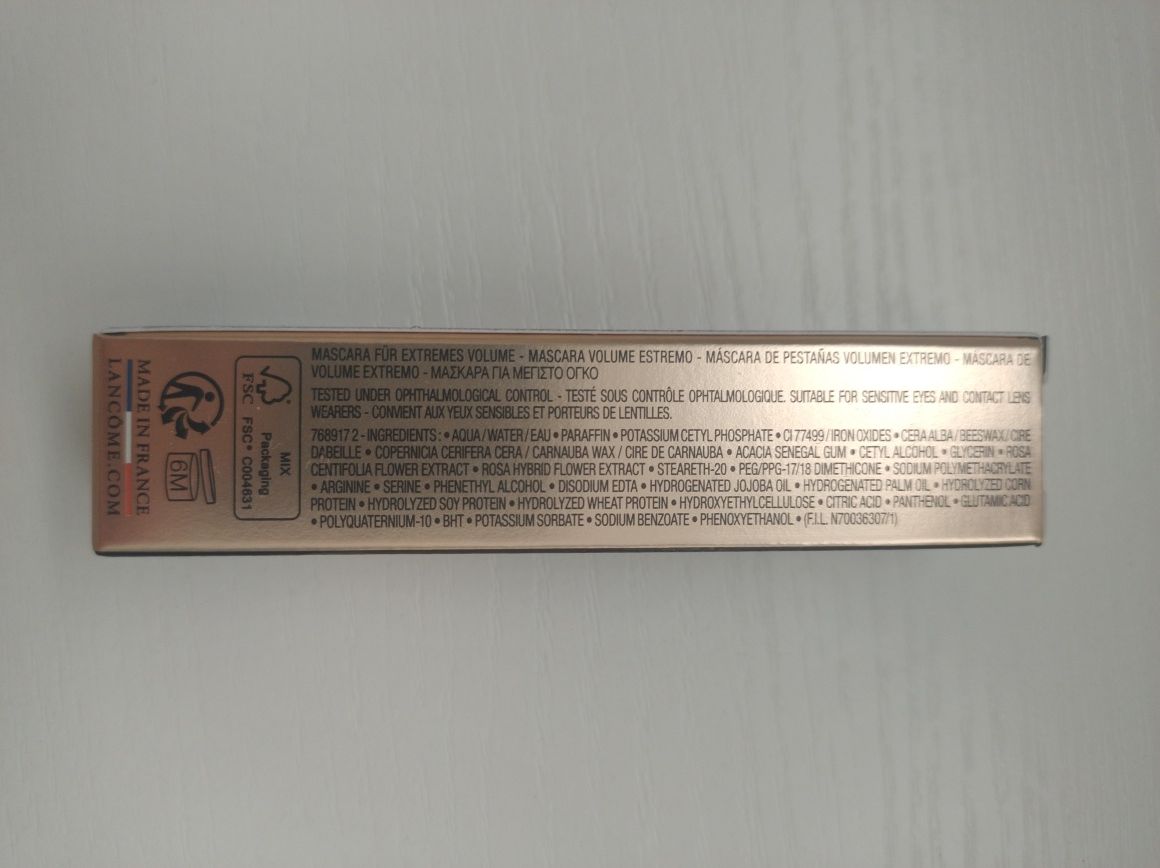 MASCARA FÜR EXTREMES VOLUME - MASCARA VOLUME ESTREMO - MÁSCARA DE PESTAÑAS VOLUMEN EXTREMO - MÁSCARA DE
VOLUME EXTREMO - ΜΑΣΚΑΡΑ ΓΙΑ ΜΕΓΙΣΤΟ ΟΓΚΟ
TESTED UNDER OPHTHALMOLOGICAL CONTROL - TESTÉ SOUS CONTRÔLE OPHTALMOLOGIQUE. SUITABLE FOR SENSITIVE EYES AND CONTACT LENS
WEARERS - CONVIENT AUX YEUX SENSIBLES ET PORTEURS DE LENTILLES.
768917 2 - INGREDIENTS : • AQUA / WATER / EAU • PARAFFIN • POTASSIUM CETYL PHOSPHATE • CI 77499 / IRON OXIDES • CERA ALBA / BEESWAX / CIRE
DABEILLE • COPERNICIA CERIFERA CERA / CARNAUBA WAX / CIRE DE CARNAUBA • ACACIA SENEGAL GUM • CETYL ALCOHOL • GLYCERIN • ROSA
CENTIFOLIA FLOWER EXTRACT • ROSA HYBRID FLOWER EXTRACT • STEARETH-20 • PEG/PPG-17/18 DIMETHICONE • SODIUM POLYMETHACRYLATE
• ARGININE • SERINE • PHENETHYL ALCOHOL • DISODIUM EDTA • HYDROGENATED JOJOBA OIL • HYDROGENATED PALM OIL • HYDROLYZED CORN
PROTEIN • HYDROLYZED SOY PROTEIN • HYDROLYZED WHEAT PROTEIN • HYDROXYETHYLCELLULOSE • CITRIC ACID • PANTHENOL • GLUTAMIC ACID
• POLYQUATERNIUM-10 • BHT • POTASSIUM SORBATE • SODIUM BENZOATE • PHENOXYETHANOL • (F.I.L. N70036307/1)
FSC
MIX
Packaging
FSC® C004631
6M
MADE IN FRANCE
LANCÔME.COM